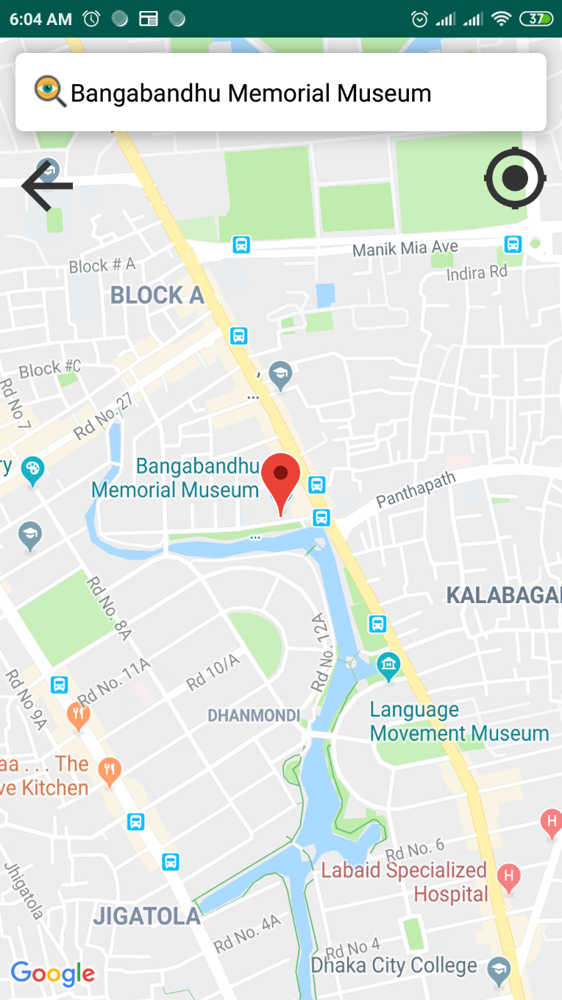 6:04 AM
37
Bangabandhu Memorial Museum
Manik Mia Ave
Block # A
Indira Rd
BLOCK A
Block #C
Rd No 7
Rd No.27
ry
Bangabandhu
Memorial Museum
Panthapath
Rd No. 8A
KALABAGA
Rd No. 12A
Rd No. 11A
Rd 10/A
Rd No 9A
DHANMONDI
Language
Movement Museum
aa . . . The
ve Kitchen
H
Rd No. 6
Labaid Specialized
Hospital
H
Jhigatola
JIGATOLA
Rd No. 4A
Rd No 4
Dhaka City College
Google